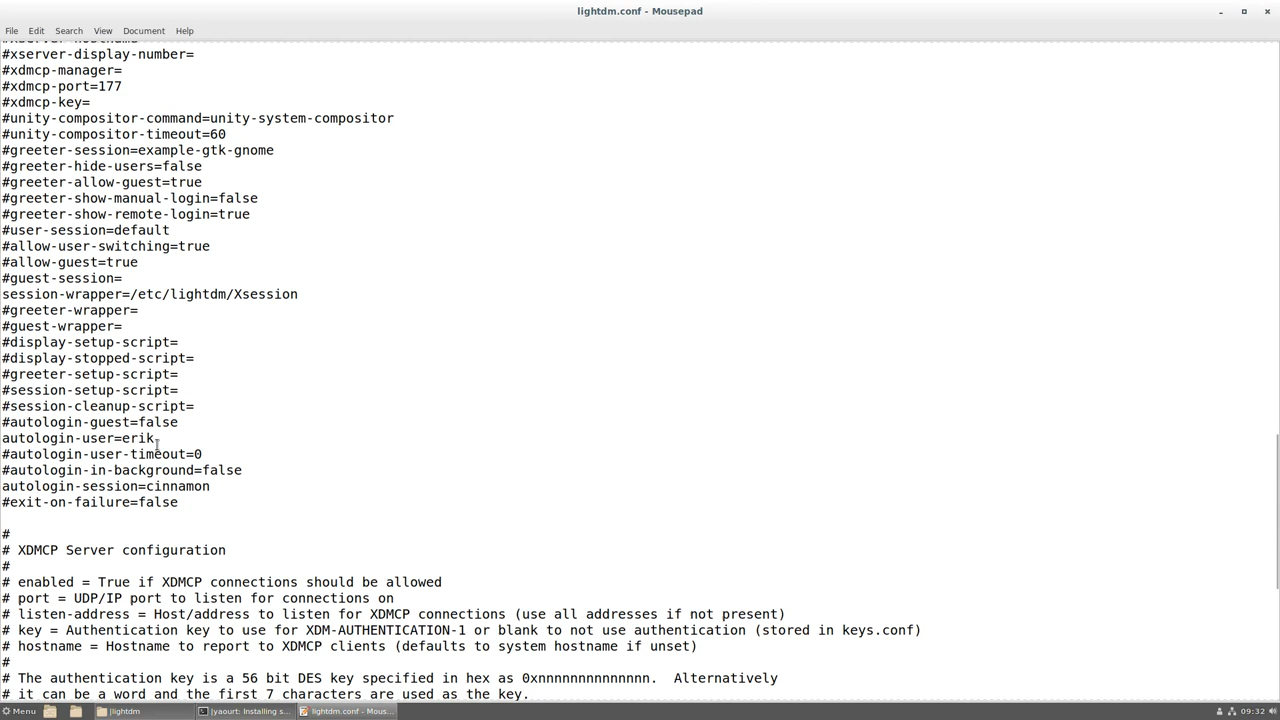 lightdm.conf - Mousepad
File Edit Search View Document Help
#xserver-display-number=
#xdmcp-manager=
#xdmcp-port=177
#xdmcp-key=
#unity-compositor-command=unity-system-compositor
#unity-compositor-timeout=60
#greeter-session=example-gtk-gnome
#greeter-hide-users=false
#greeter-allow-guest=true
#greeter-show-manual-login=false
#greeter-show-remote-login=true
#user-session=default
#allow-user-switching=true
#allow-guest=true
#guest-session=
session-wrapper=/etc/lightdm/Xsession
#greeter-wrapper=
#guest-wrapper=
#display-setup-script=
#display-stopped-script=
#greeter-setup-script=
#session-setup-script=
#session-cleanup-script=
#autologin-guest=false
autologin-user=erik
#autologin-user-timeout=0
#autologin-in-background=false
autologin-session=cinnamon
#exit-on-failure=false
#
# XDMCP Server configuration
#
# enabled = True if XDMCP connections should be allowed
# port = UDP/IP port to listen for connections on
# listen-address = Host/address to listen for XDMCP connections (use all addresses if not present)
# key = Authentication key to use for XDM-AUTHENTICATION-1 or blank to not use authentication (stored in keys.conf)
# hostname = Hostname to report to XDMCP clients (defaults to system hostname if unset)
#
# The authentication key is a 56 bit DES key specified in hex as 0xnnnnnnnnnnnnnn.  Alternatively
# it can be a word and the first 7 characters are used as the key.
Menu lightdm [yaourt: Installing s... lightdm.conf - Mous... 09:32